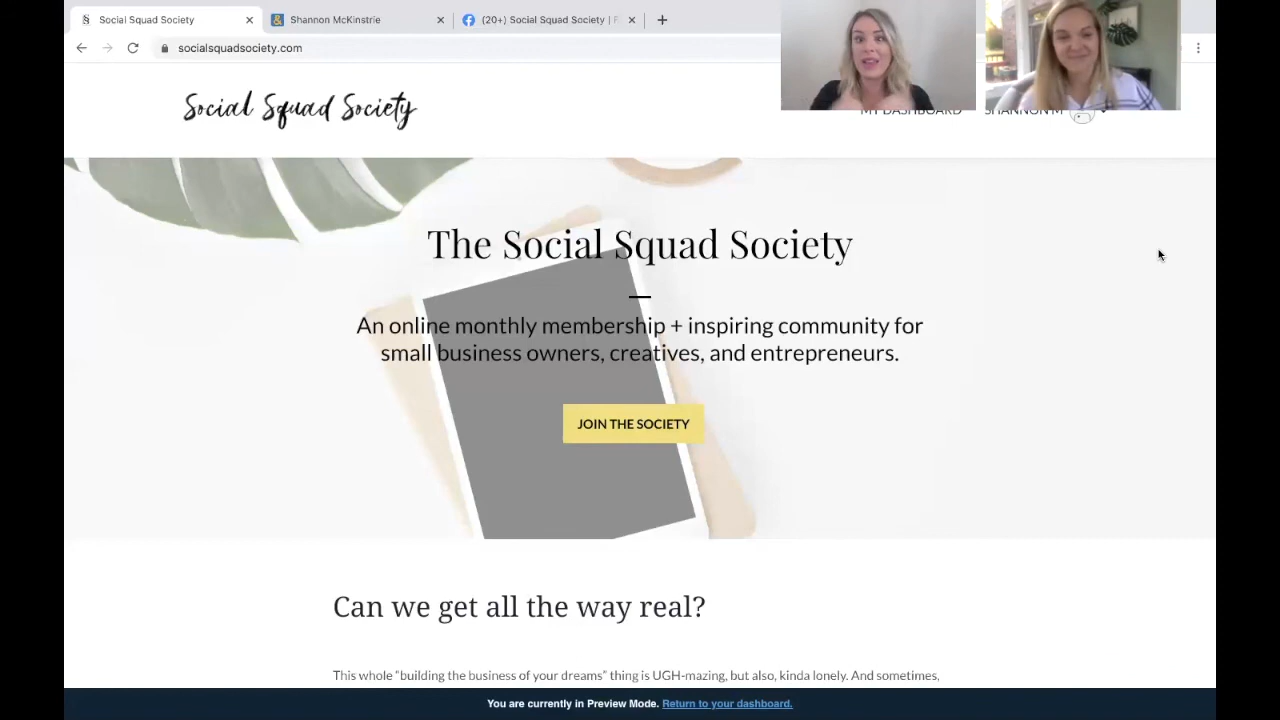 Social Squad Society
Shannon McKinstrie
(20+) Social Squad Society |
socialsquadsociety.com
Social Squad Society
MY DASHBOARD
SHANNON M
The Social Squad Society
An online monthly membership + inspiring community for
small business owners, creatives, and entrepreneurs.
JOIN THE SOCIETY
Can we get all the way real?
This whole “building the business of your dreams” thing is UGH-mazing, but also, kinda lonely. And sometimes,
You are currently in Preview Mode. Return to your dashboard.